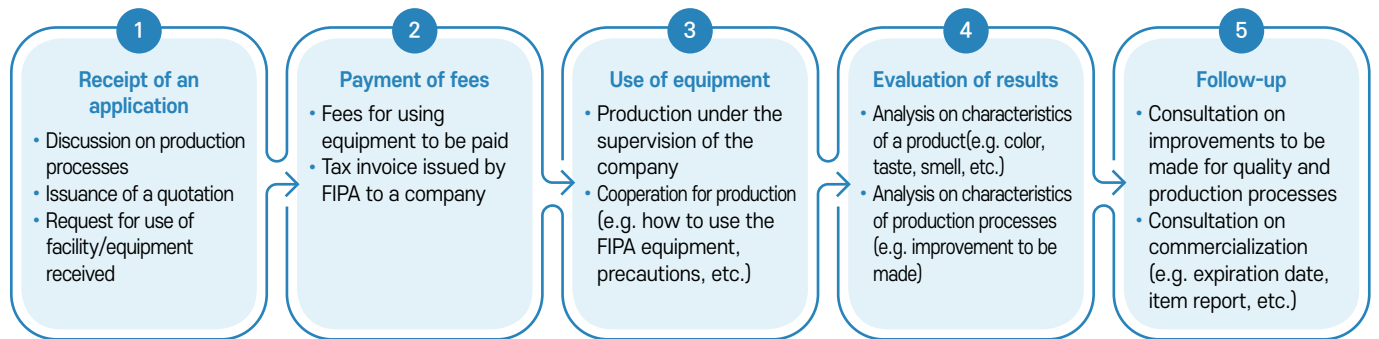 1
Receipt of an
application
• Discussion on production
processes
• Issuance of a quotation
• Request for use of
facility/equipment
received
2
Payment of fees
• Fees for using
equipment to be paid
• Tax invoice issued by
FIPA to a company
3
Use of equipment
• Production under the
supervision of the
company
• Cooperation for production
(e.g. how to use the
FIPA equipment,
precautions, etc.)
4
Evaluation of results
• Analysis on characteristics
of a product(e.g. color,
taste, smell, etc.)
• Analysis on characteristics
of production processes
(e.g. improvement to be
made)
5
Follow-up
• Consultation on
improvements to be
made for quality and
production processes
• Consultation on
commercialization
(e.g. expiration date,
item report, etc.)